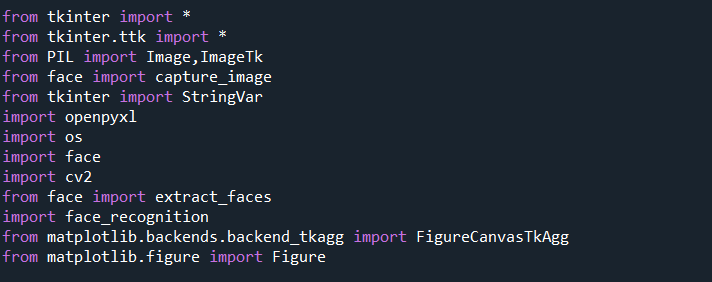 from tkinter import *
from tkinter.ttk import *
from PIL import Image,ImageTk
from face import capture_image
from tkinter import StringVar
import openpyxl
import os
import face
import cv2
from face import extract_faces
import face_recognition
from matplotlib.backends.backend_tkagg import FigureCanvasTkAgg
from matplotlib.figure import Figure